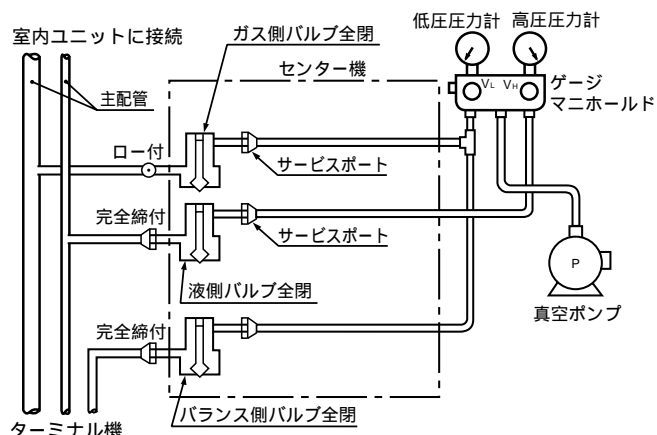 低圧圧力計 高圧圧力計
室内ユニットに接続
ガス側バルブ全閉
センター機
VL VH
ゲージ
マニホールド
主配管
ロー付
サービスポート
完全締付
サービスポート
P
液側バルブ全閉
真空ポンプ
完全締付
バランス側バルブ全閉
ターミナル機